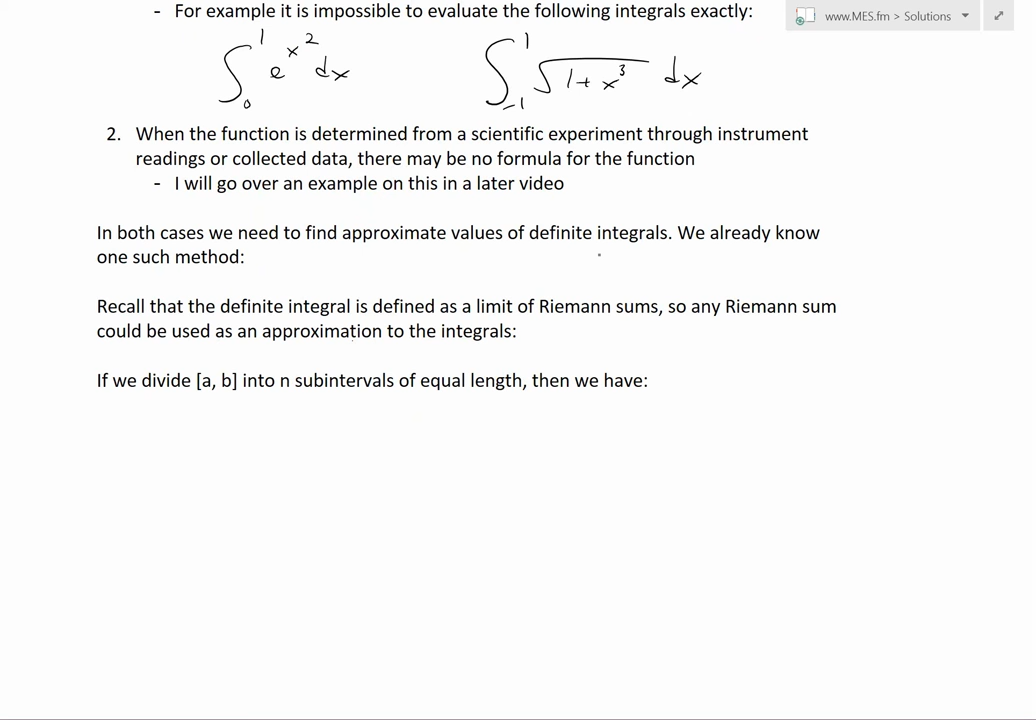 - For example it is impossible to evaluate the following integrals exactly:
www.MES.fm > Solutions
∫₀¹ e^x² dx ∫₋₁¹ √(1+x³) dx
2. When the function is determined from a scientific experiment through instrument
readings or collected data, there may be no formula for the function
- I will go over an example on this in a later video
In both cases we need to find approximate values of definite integrals. We already know
one such method:
Recall that the definite integral is defined as a limit of Riemann sums, so any Riemann sum
could be used as an approximation to the integrals:
If we divide [a, b] into n subintervals of equal length, then we have: